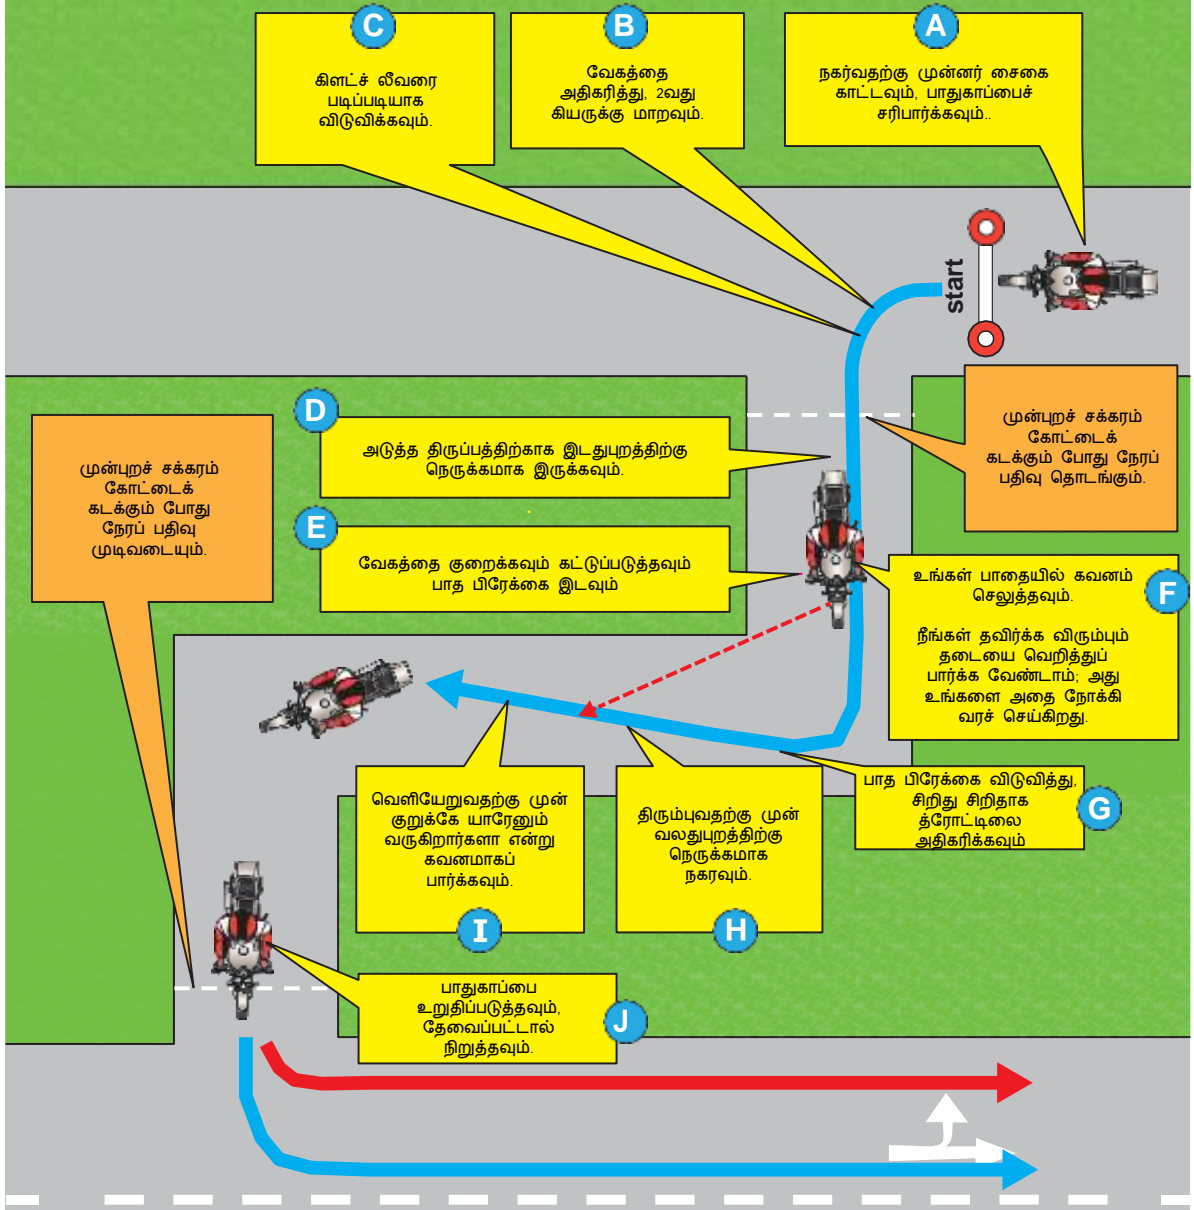 C
கிளட்ச் லீவரை
படிப்படியாக
விடுவிக்கவும்.
B
வேகத்தை
அதிகரித்து, 2வது
கியருக்கு மாறவும்.
A
நகர்வதற்கு முன்னர் சைகை
காட்டவும், பாதுகாப்பைச்
சரிபார்க்கவும்..
start
முன்புறச் சக்கரம்
கோட்டைக்
கடக்கும் போது நேரப்
பதிவு தொடங்கும்.
D
அடுத்த திருப்பத்திற்காக இடதுபுறத்திற்கு
நெருக்கமாக இருக்கவும்.
முன்புறச் சக்கரம்
கோட்டைக்
கடக்கும் போது
நேரப் பதிவு
முடிவடையும்.
E
வேகத்தை குறைக்கவும் கட்டுப்படுத்தவும்
பாத பிரேக்கை இடவும்
F
உங்கள் பாதையில் கவனம்
செலுத்தவும்.
நீங்கள் தவிர்க்க விரும்பும்
தடையை வெறித்துப்
பார்க்க வேண்டாம்; அது
உங்களை அதை நோக்கி
வரச் செய்கிறது.
பாத பிரேக்கை விடுவித்து,
சிறிது சிறிதாக
த்ரோட்டிலை
அதிகரிக்கவும்
G
திரும்புவதற்கு முன்
வலதுபுறத்திற்கு
நெருக்கமாக
நகரவும்.
H
வெளியேறுவதற்கு முன்
குறுக்கே யாரேனும்
வருகிறார்களா என்று
கவனமாகப்
பார்க்கவும்.
I
பாதுகாப்பை
உறுதிப்படுத்தவும்,
தேவைப்பட்டால்
நிறுத்தவும்.
J